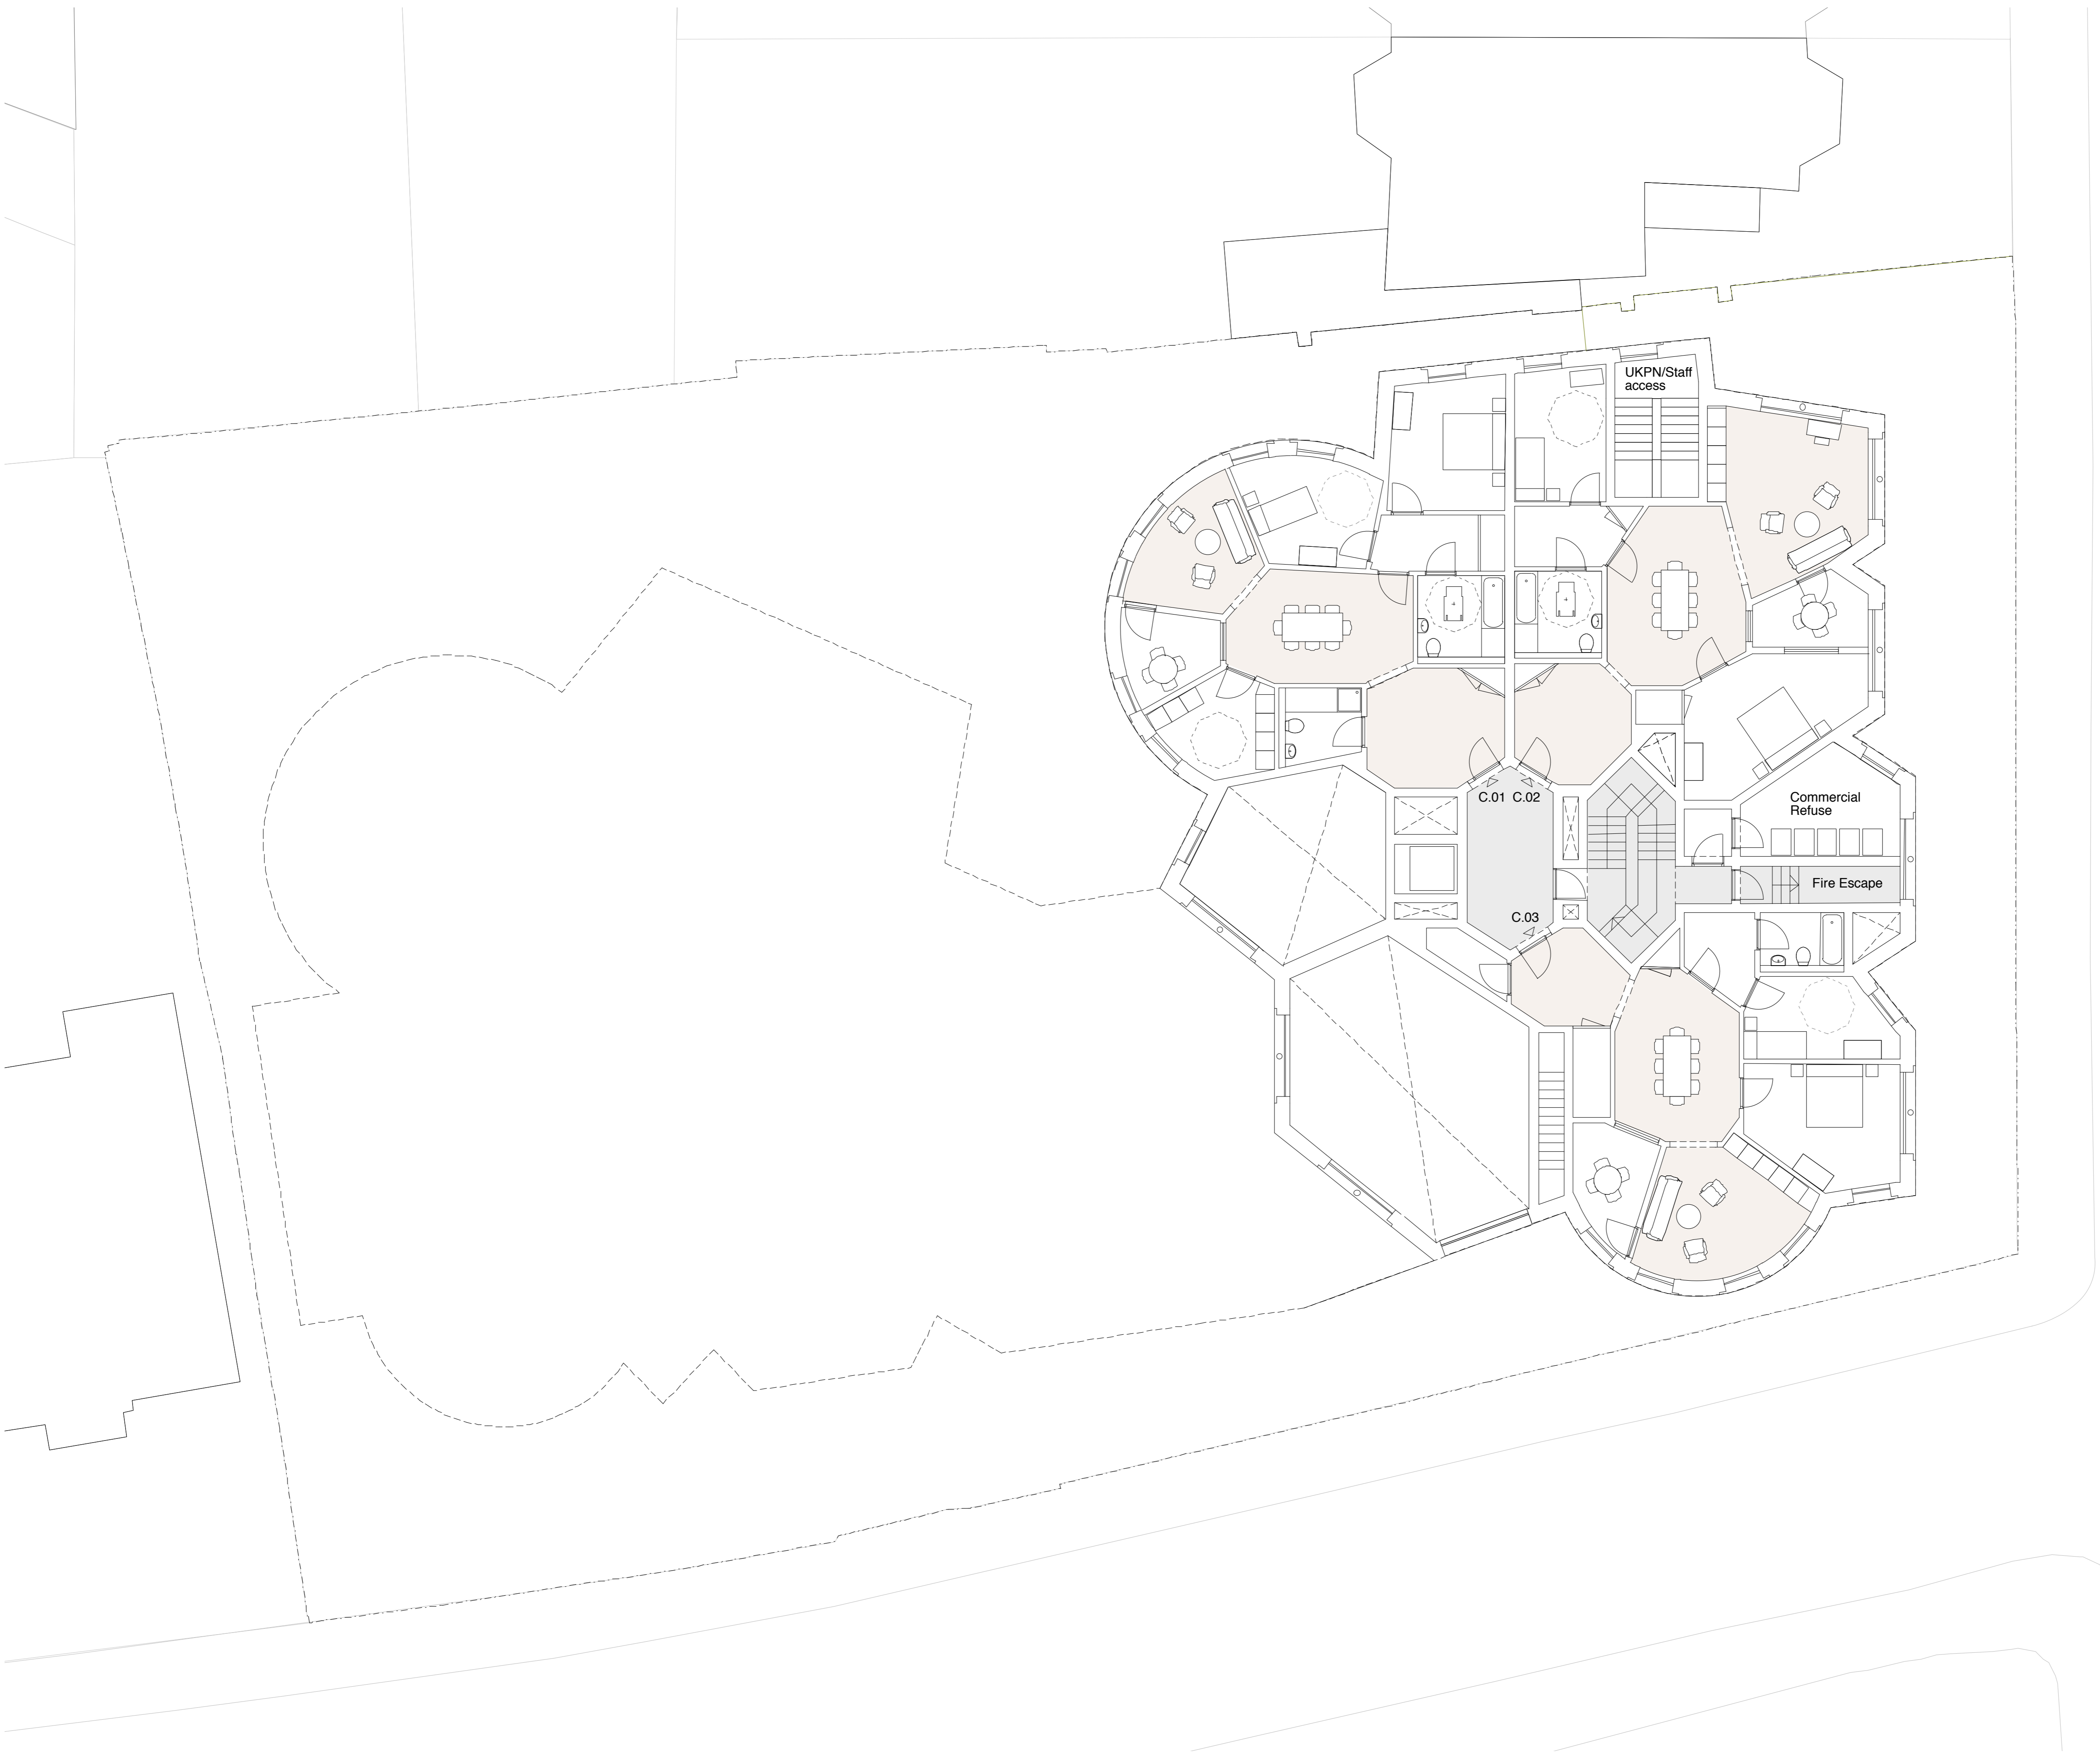 UKPN/Staff
access
C.01 C.02
Commercial
Refuse
Fire Escape
C.03